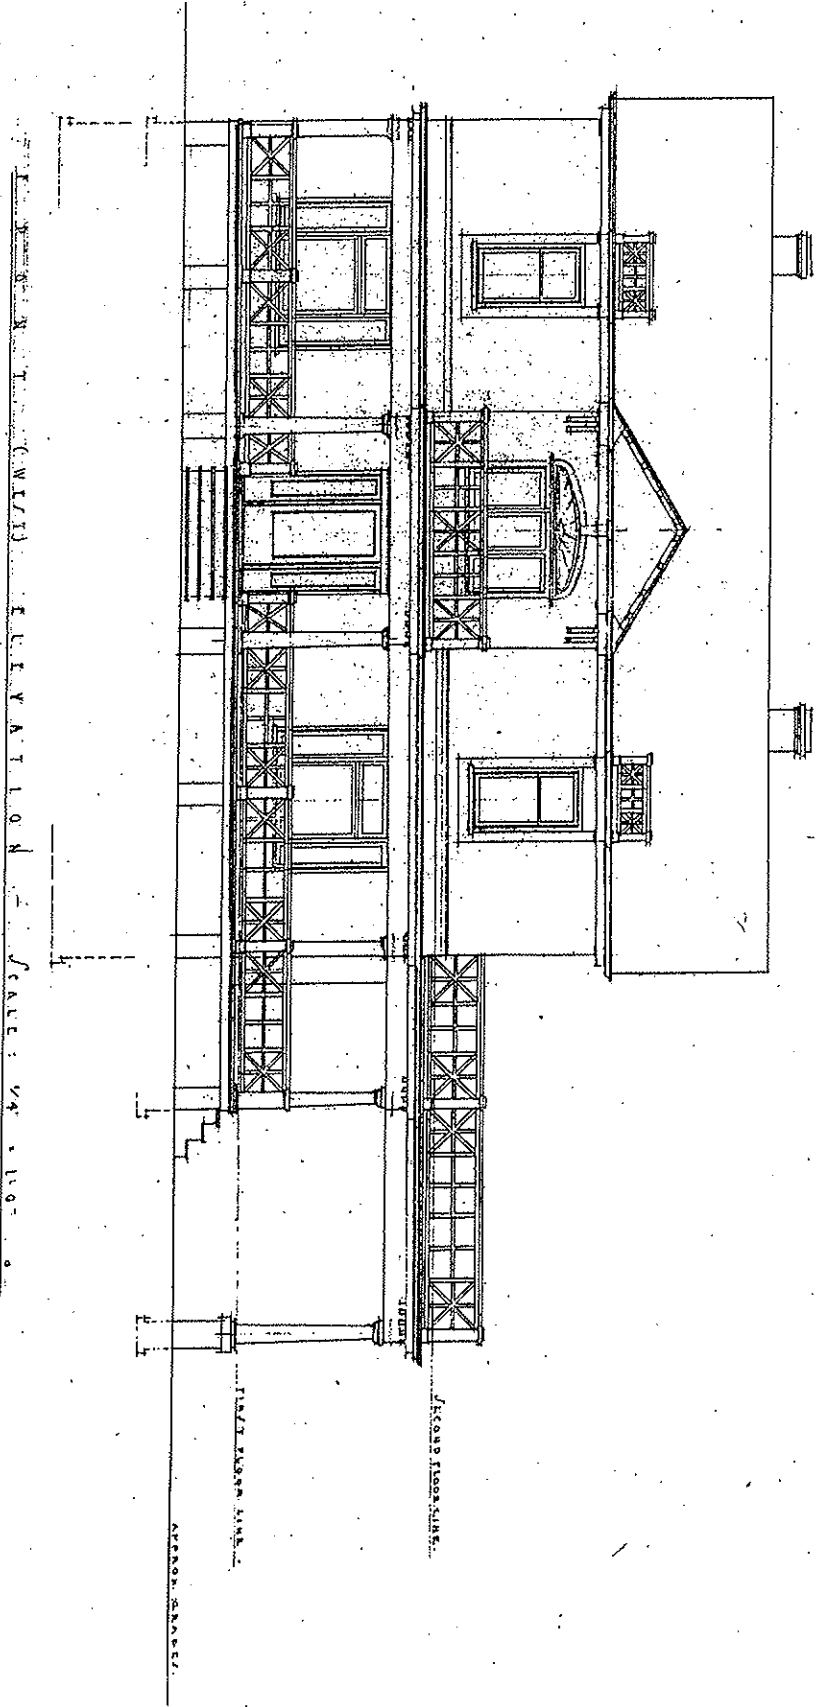 FRONT (WEST) ELEVATION - SCALE: 1/4" = 1'-0"
SECOND FLOOR LINE.
FIRST FLOOR LINE.
APPROX. GRADES.